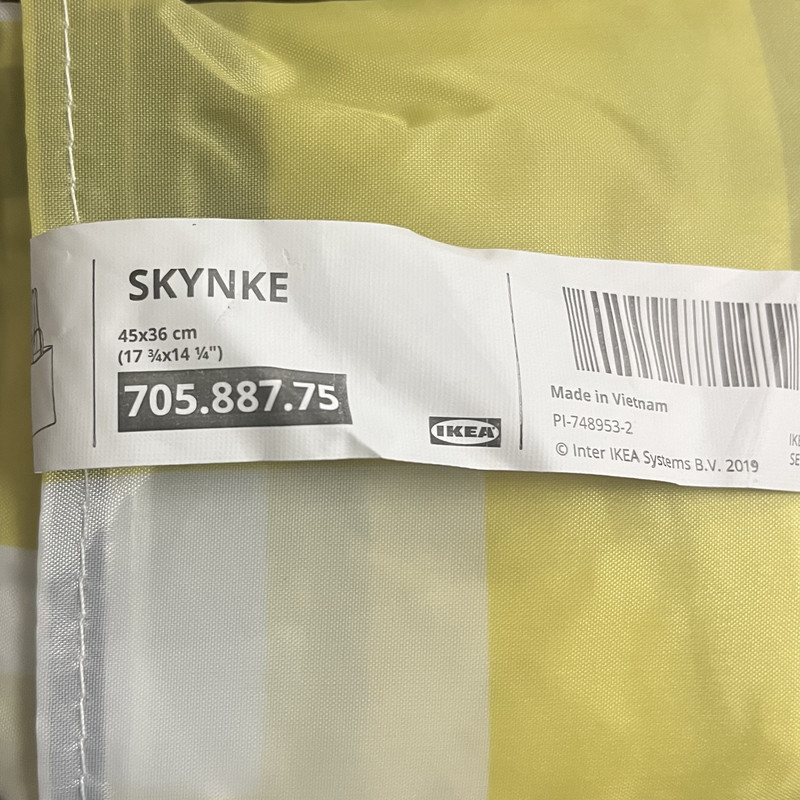 SKYNKE
45x36 cm
(17 ¾x14 ¼")
705.887.75
IKEA
Made in Vietnam
PI-748953-2
© Inter IKEA Systems B.V. 2019